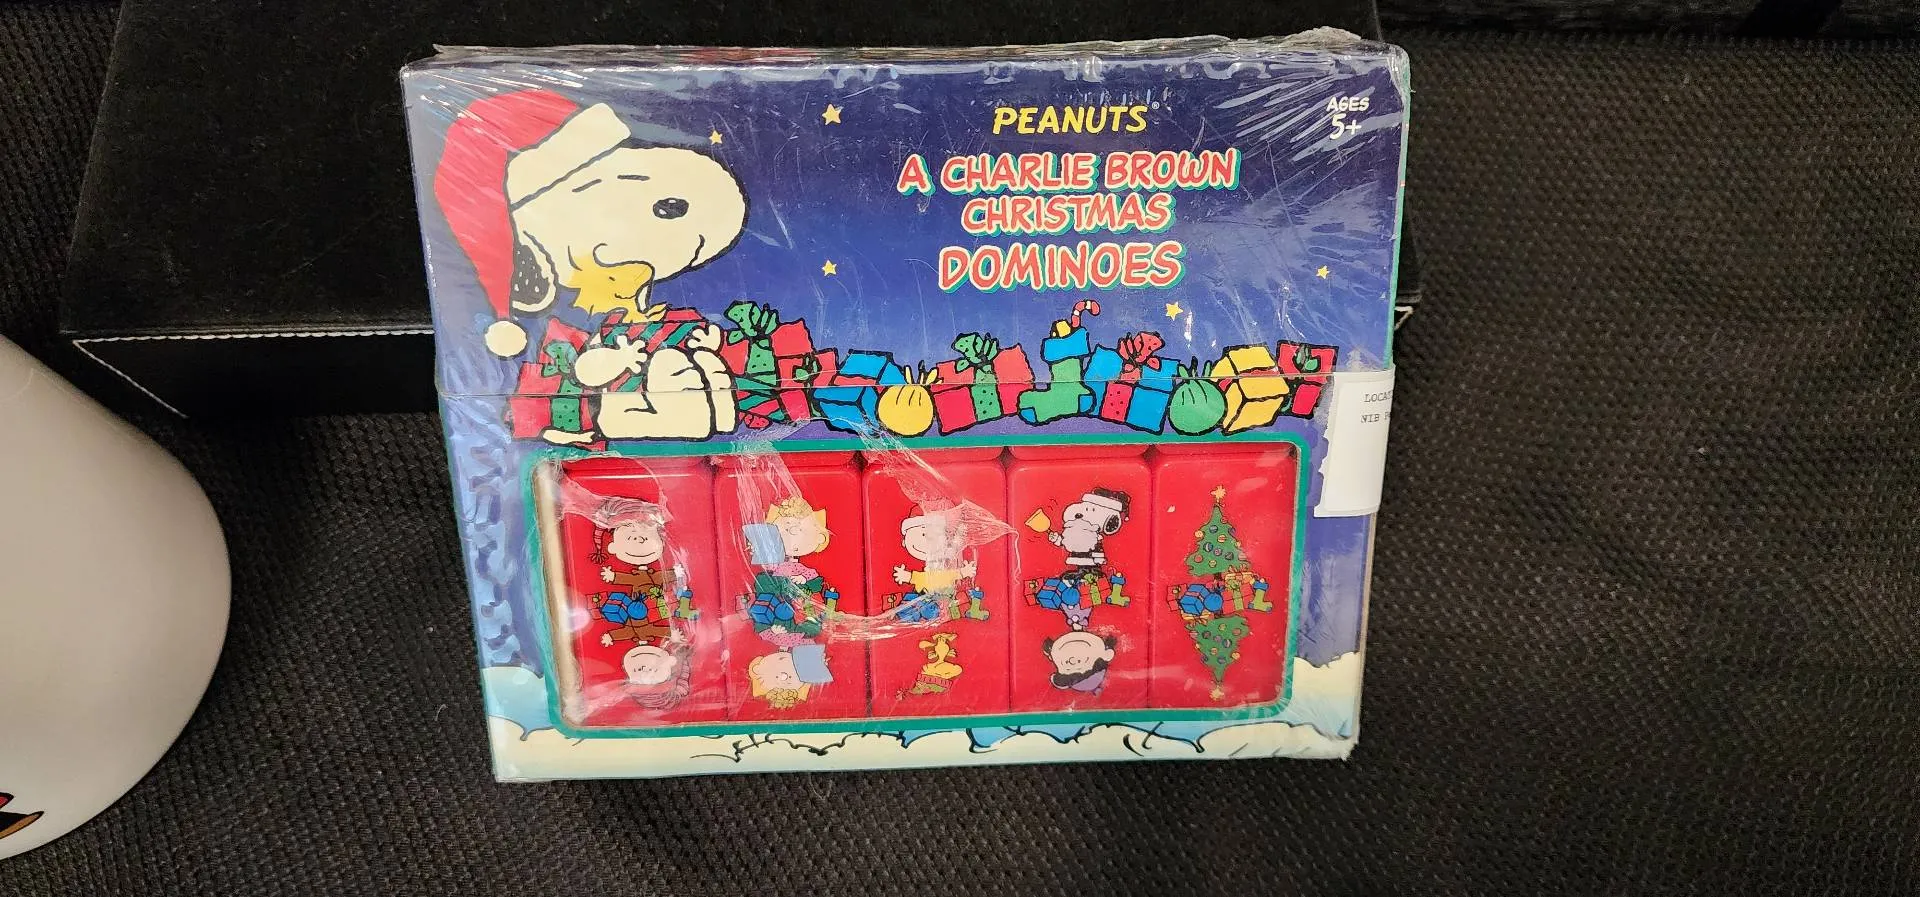 PEANUTS®
AGES
5+
A CHARLIE BROWN
CHRISTMAS
DOMINOES
NIB